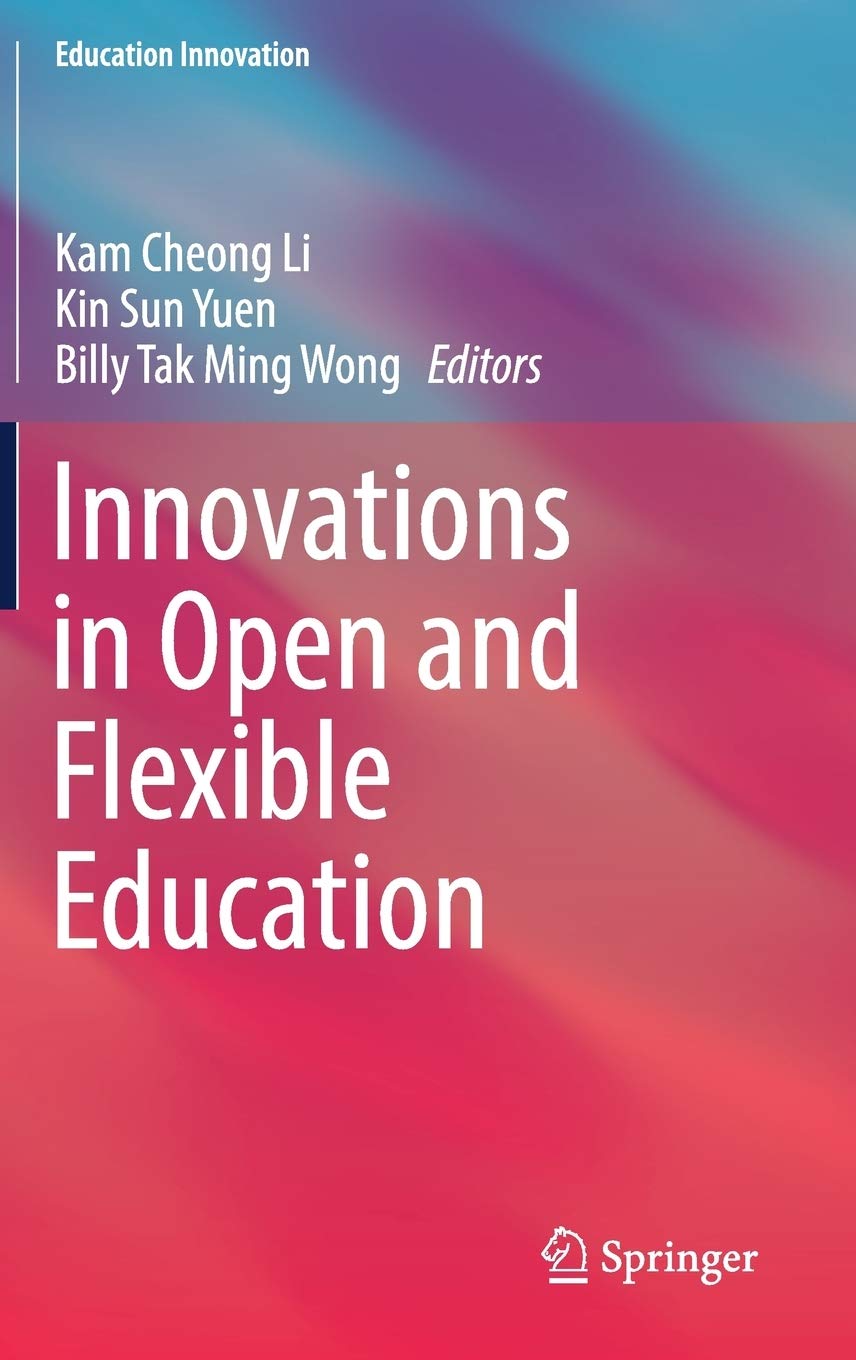 Education Innovation
Kam Cheong Li
Kin Sun Yuen
Billy Tak Ming Wong Editors
Innovations
in Open and
Flexible
Education
Springer